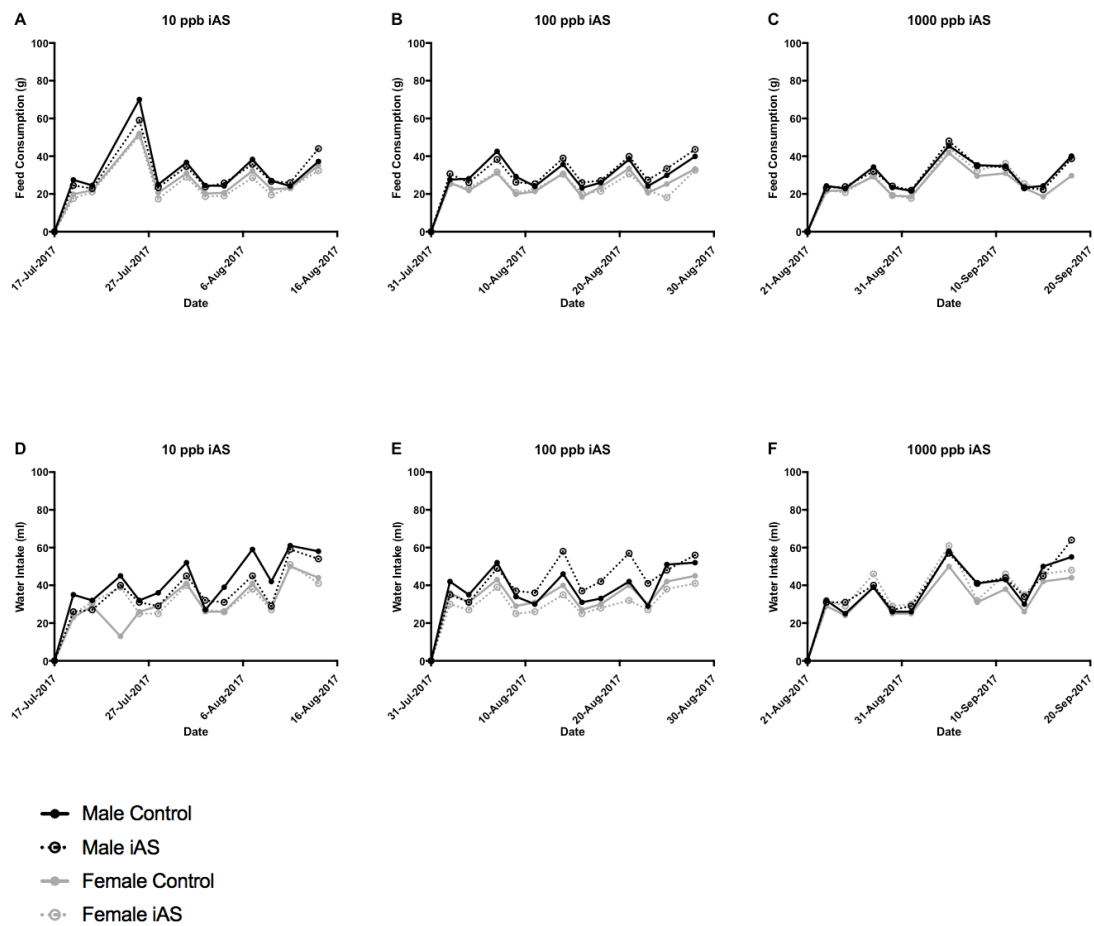 A
10 ppb iAS
B
100 ppb iAS
C
1000 ppb iAS
Feed Consumption (g)
100
80
60
40
20
0
17-Jul-2017
27-Jul-2017
6-Aug-2017
16-Aug-2017
Date
Feed Consumption (g)
100
80
60
40
20
0
31-Jul-2017
10-Aug-2017
20-Aug-2017
30-Aug-2017
Date
Feed Consumption (g)
100
80
60
40
20
0
21-Aug-2017
31-Aug-2017
10-Sep-2017
20-Sep-2017
Date
D
10 ppb iAS
E
100 ppb iAS
F
1000 ppb iAS
Water Intake (ml)
100
80
60
40
20
0
17-Jul-2017
27-Jul-2017
6-Aug-2017
16-Aug-2017
Date
Water Intake (ml)
100
80
60
40
20
0
31-Jul-2017
10-Aug-2017
20-Aug-2017
30-Aug-2017
Date
Water Intake (ml)
100
80
60
40
20
0
21-Aug-2017
31-Aug-2017
10-Sep-2017
20-Sep-2017
Date
Male Control
Male iAS
Female Control
Female iAS